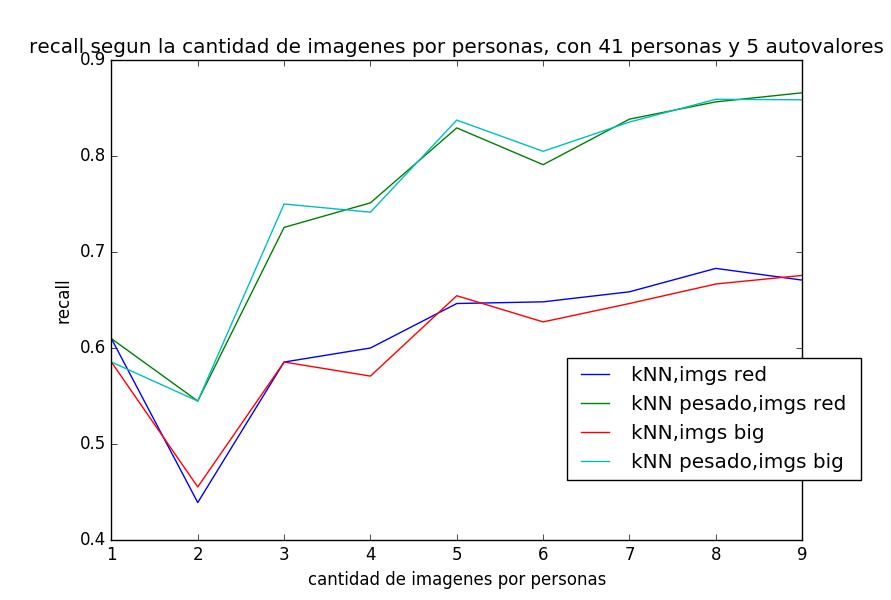 recall segun la cantidad de imagenes por personas, con 41 personas y 5 autovalores
0.9
0.8
0.7
0.6
0.5
0.4
recall
kNN,imgs red
kNN pesado,imgs red
kNN,imgs big
kNN pesado,imgs big
1 2 3 4 5 6 7 8 9
cantidad de imagenes por personas